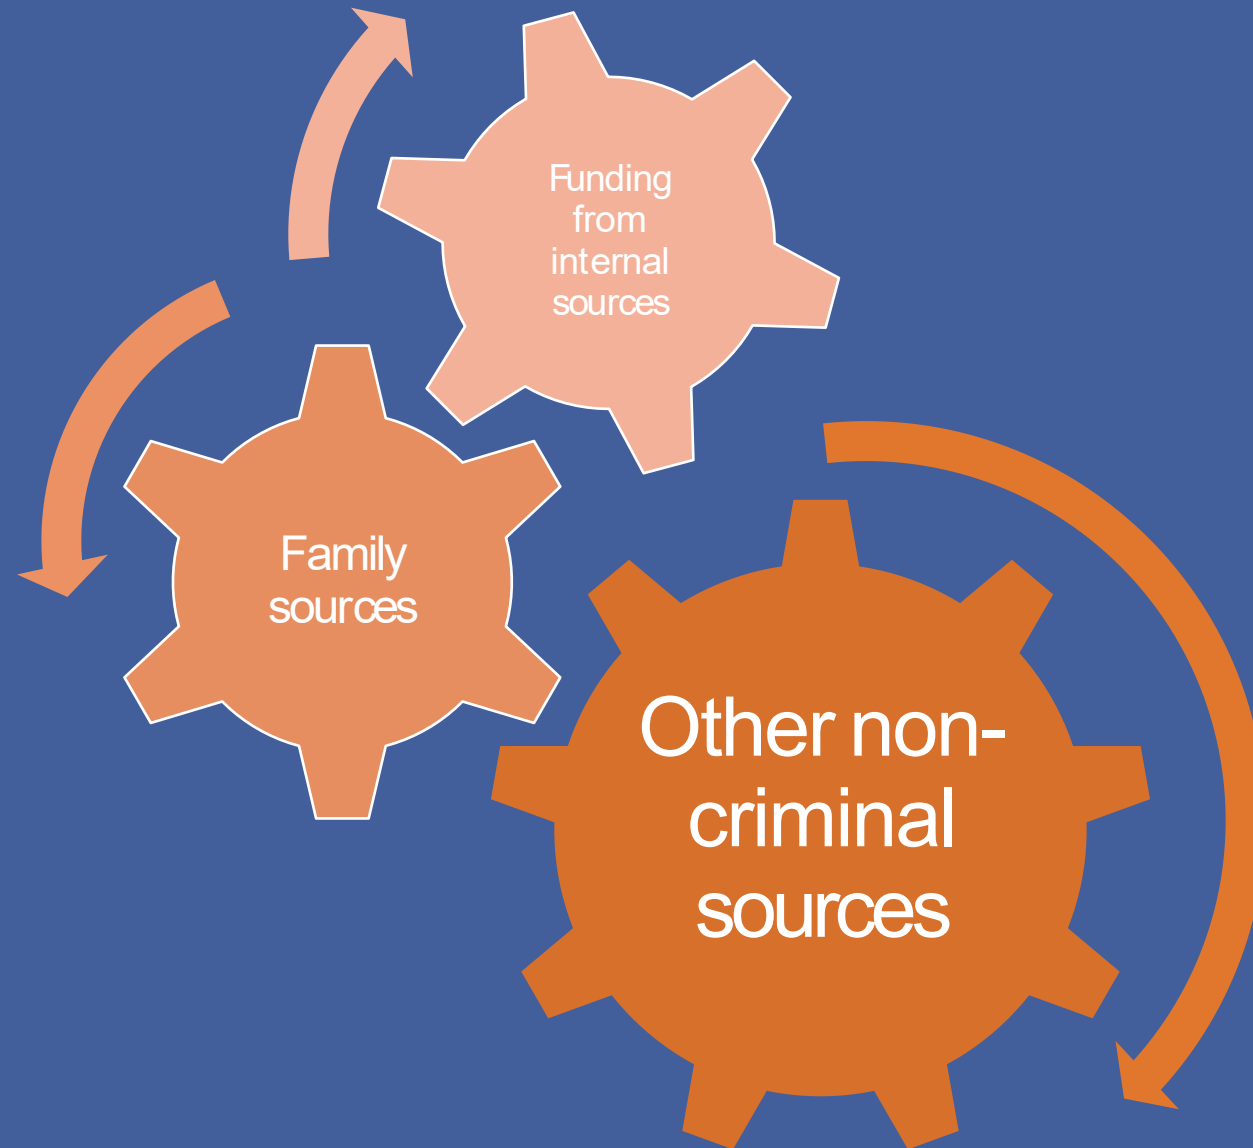 Funding
from
internal
sources
Family
sources
Other non-
criminal
sources